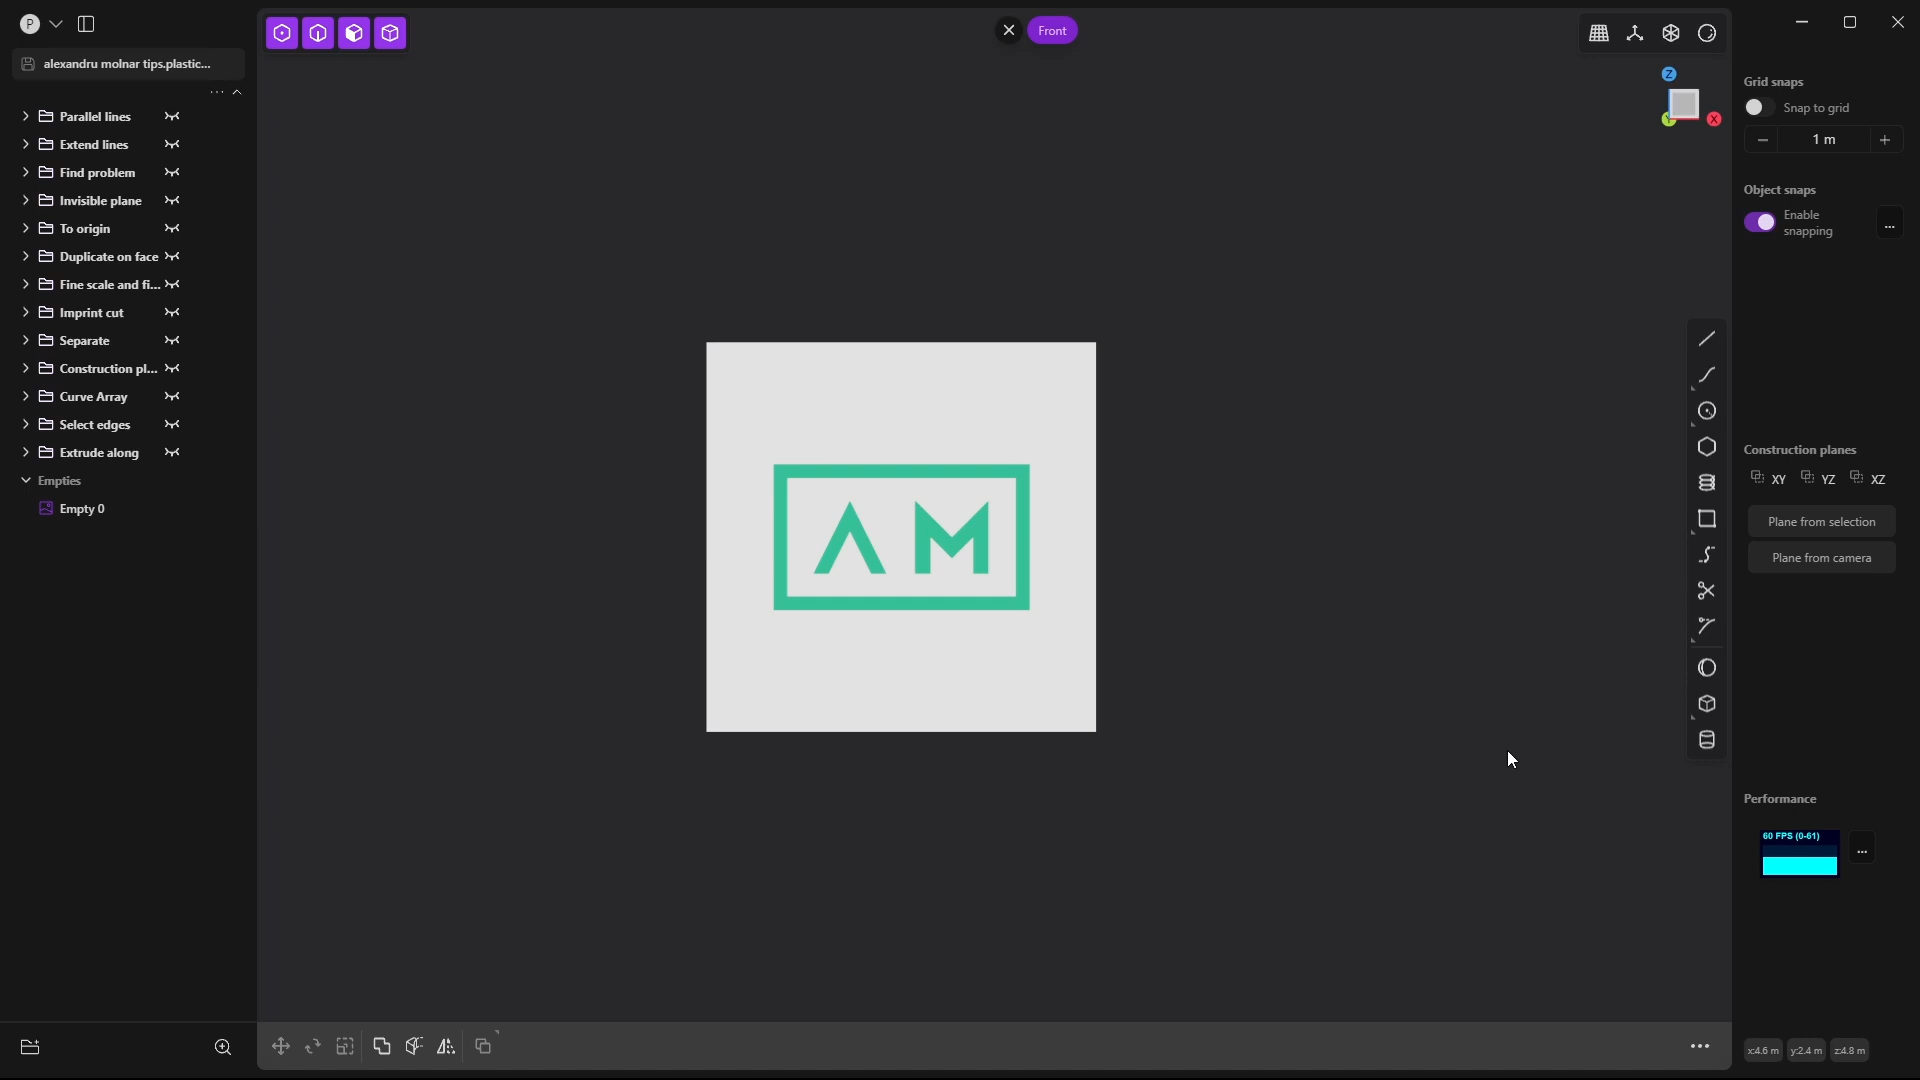 P
alexandru molnar tips.plastic...
Front
Parallel lines
Extend lines
Find problem
Invisible plane
To origin
Duplicate on face
Fine scale and fi...
Imprint cut
Separate
Construction pl...
Curve Array
Select edges
Extrude along
Empties
Empty 0
AM
Z
Y
X
Grid snaps
Snap to grid
1 m
Object snaps
Enable
snapping
...
Construction planes
XY YZ XZ
Plane from selection
Plane from camera
Performance
60 FPS (0-61)
...
x:4.6 m y:2.4 m z:4.8 m